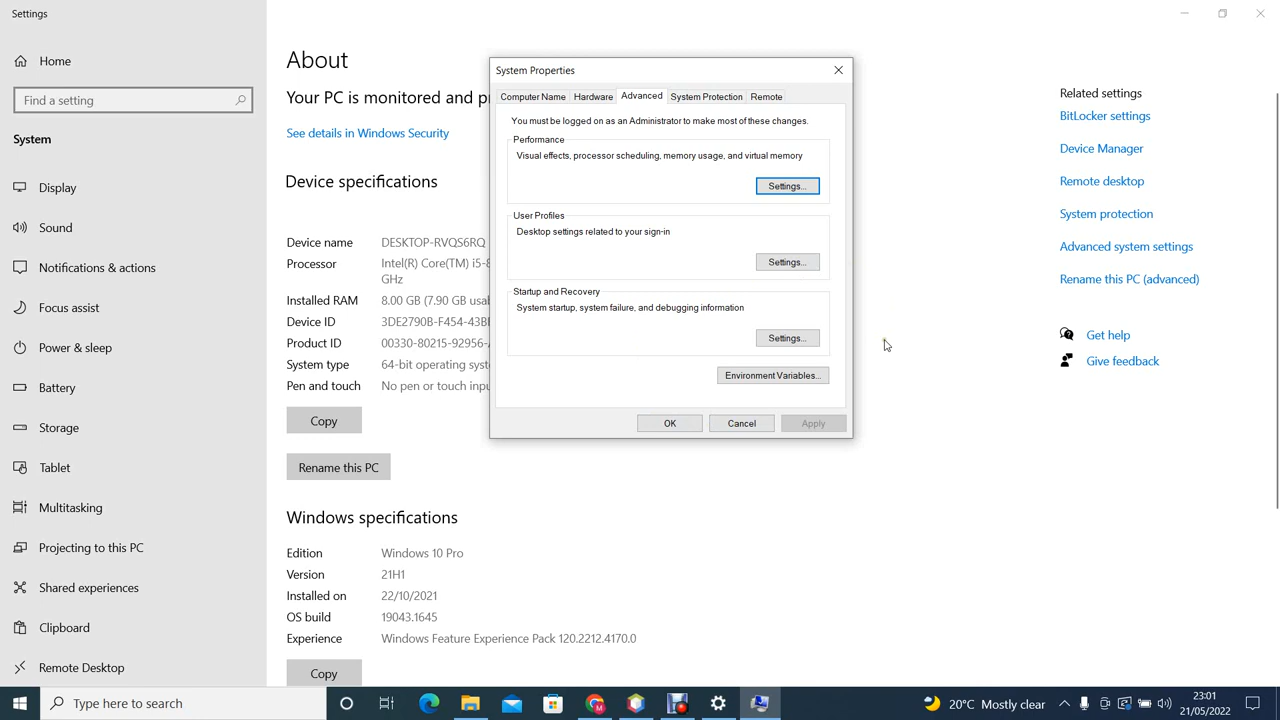 Settings
Home
Find a setting
System
Display
Sound
Notifications & actions
Focus assist
Power & sleep
Battery
Storage
Tablet
Multitasking
Projecting to this PC
Shared experiences
Clipboard
Remote Desktop
About
Your PC is monitored and
See details in Windows Security
Device specifications
Device name DESKTOP-RVQS6RQ
Processor Intel(R) Core(TM) i5-8
GHz
Installed RAM 8.00 GB (7.90 GB
Device ID 3DE2790B-F454-43B
Product ID 00330-80215-92956-
System type 64-bit operating
Pen and touch No pen or touch
Copy
Rename this PC
Windows specifications
Edition Windows 10 Pro
Version 21H1
Installed on 22/10/2021
OS build 19043.1645
Experience Windows Feature Experience Pack 120.2212.4170.0
Copy
System Properties
Computer Name Hardware Advanced System Protection Remote
You must be logged on as an Administrator to make most of these changes.
Performance
Visual effects, processor scheduling, memory usage, and virtual memory
Settings...
User Profiles
Desktop settings related to your sign-in
Settings...
Startup and Recovery
System startup, system failure, and debugging information
Settings...
Environment Variables...
OK Cancel Apply
Related settings
BitLocker settings
Device Manager
Remote desktop
System protection
Advanced system settings
Rename this PC (advanced)
Get help
Give feedback
Type here to search
20°C Mostly clear
23:01
21/05/2022